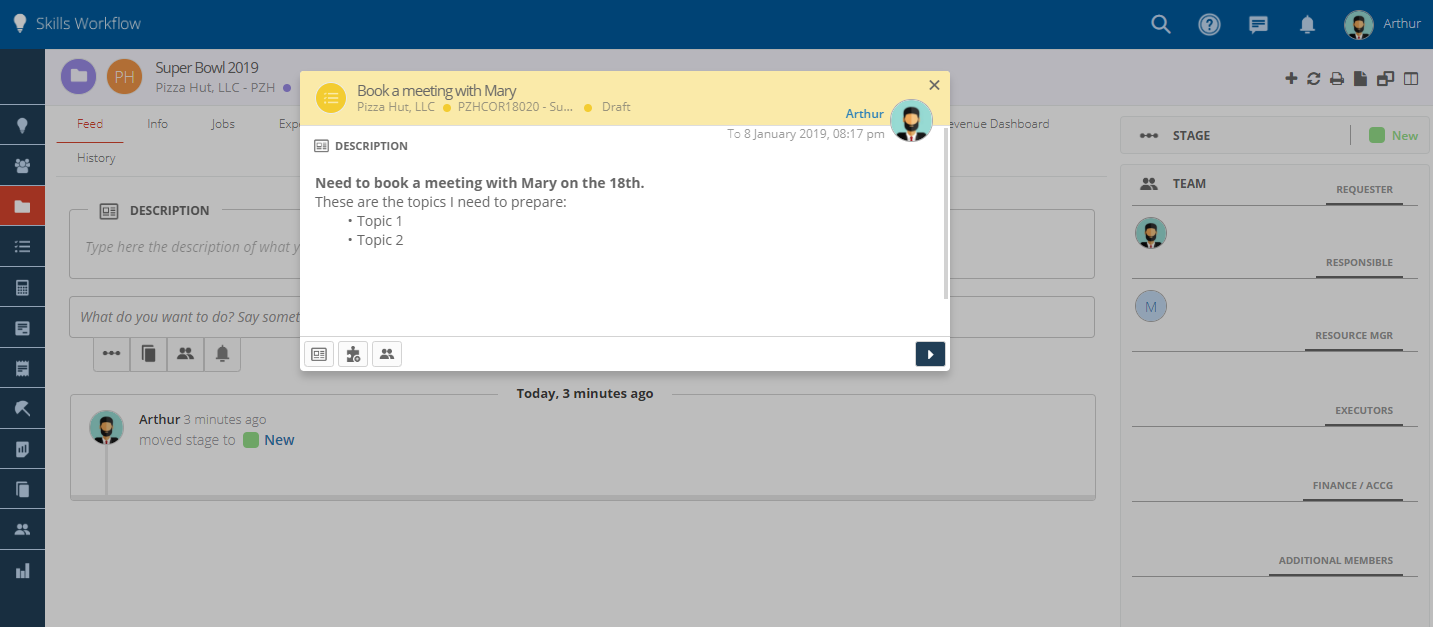 Skills Workflow
Arthur
Super Bowl 2019
PH
Pizza Hut, LLC - PZH
Feed
Info
Jobs
Exp
evenue Dashboard
History
Book a meeting with Mary
Pizza Hut, LLC
PZHCOR18020 - Su...
Draft
Arthur
To 8 January 2019, 08:17 pm
DESCRIPTION
Need to book a meeting with Mary on the 18th.
These are the topics I need to prepare:
• Topic 1
• Topic 2
DESCRIPTION
Type here the description of what y
What do you want to do? Say somet
Today, 3 minutes ago
Arthur 3 minutes ago
moved stage to New
STAGE
New
TEAM
REQUESTER
RESPONSIBLE
M
RESOURCE MGR
EXECUTORS
FINANCE / ACCG
ADDITIONAL MEMBERS